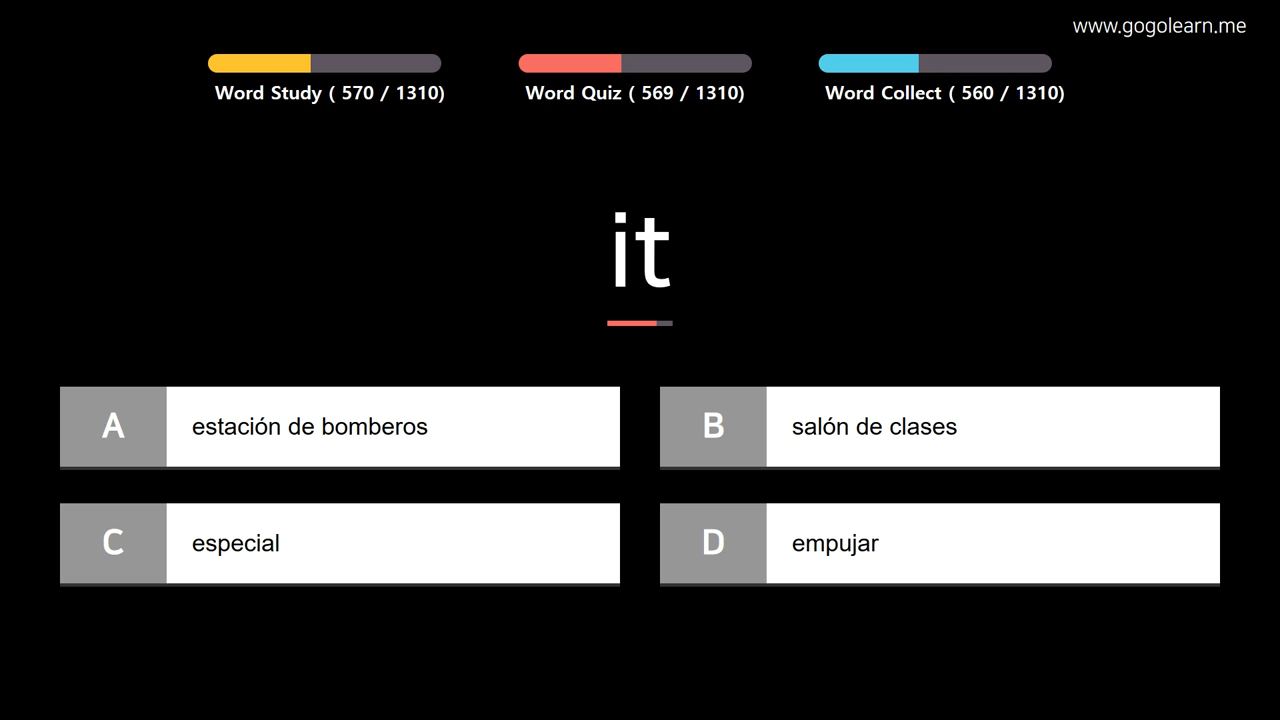 www.gogolearn.me
Word Study ( 570 / 1310)
Word Quiz ( 569 / 1310)
Word Collect ( 560 / 1310)
it
A estación de bomberos
B salón de clases
C especial
D empujar